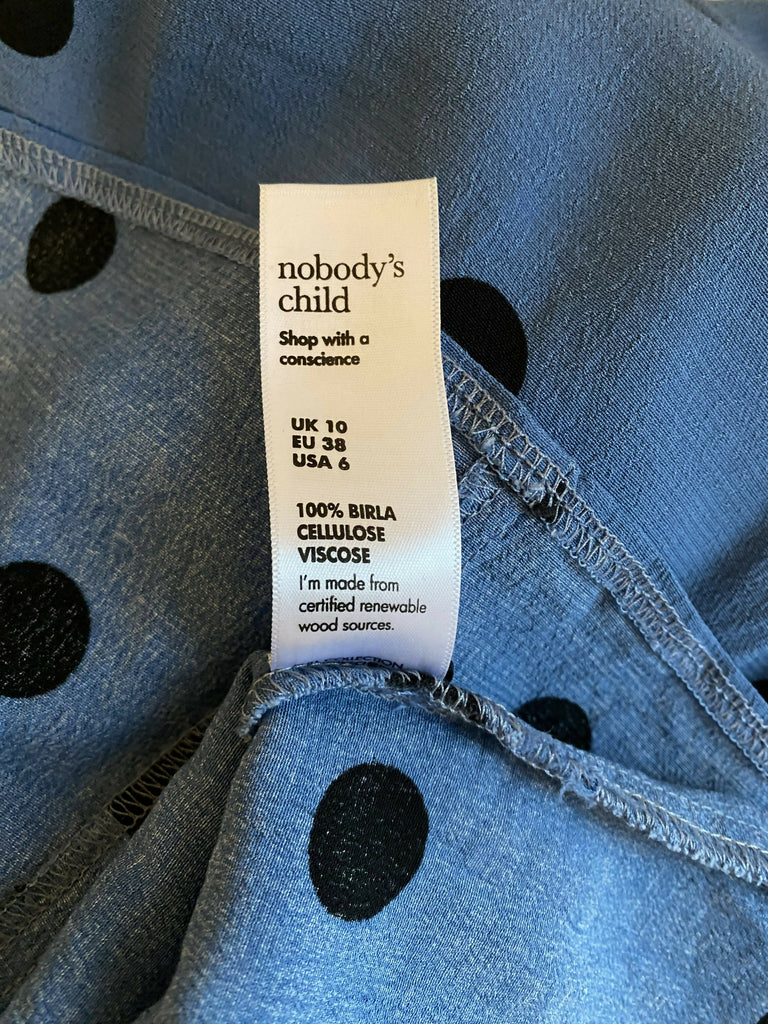 nobody's
child
Shop with a
conscience
UK 10
EU 38
USA 6
100% BIRLA
CELLULOSE
VISCOSE
I'm made from
certified renewable
wood sources.
COLLECTION